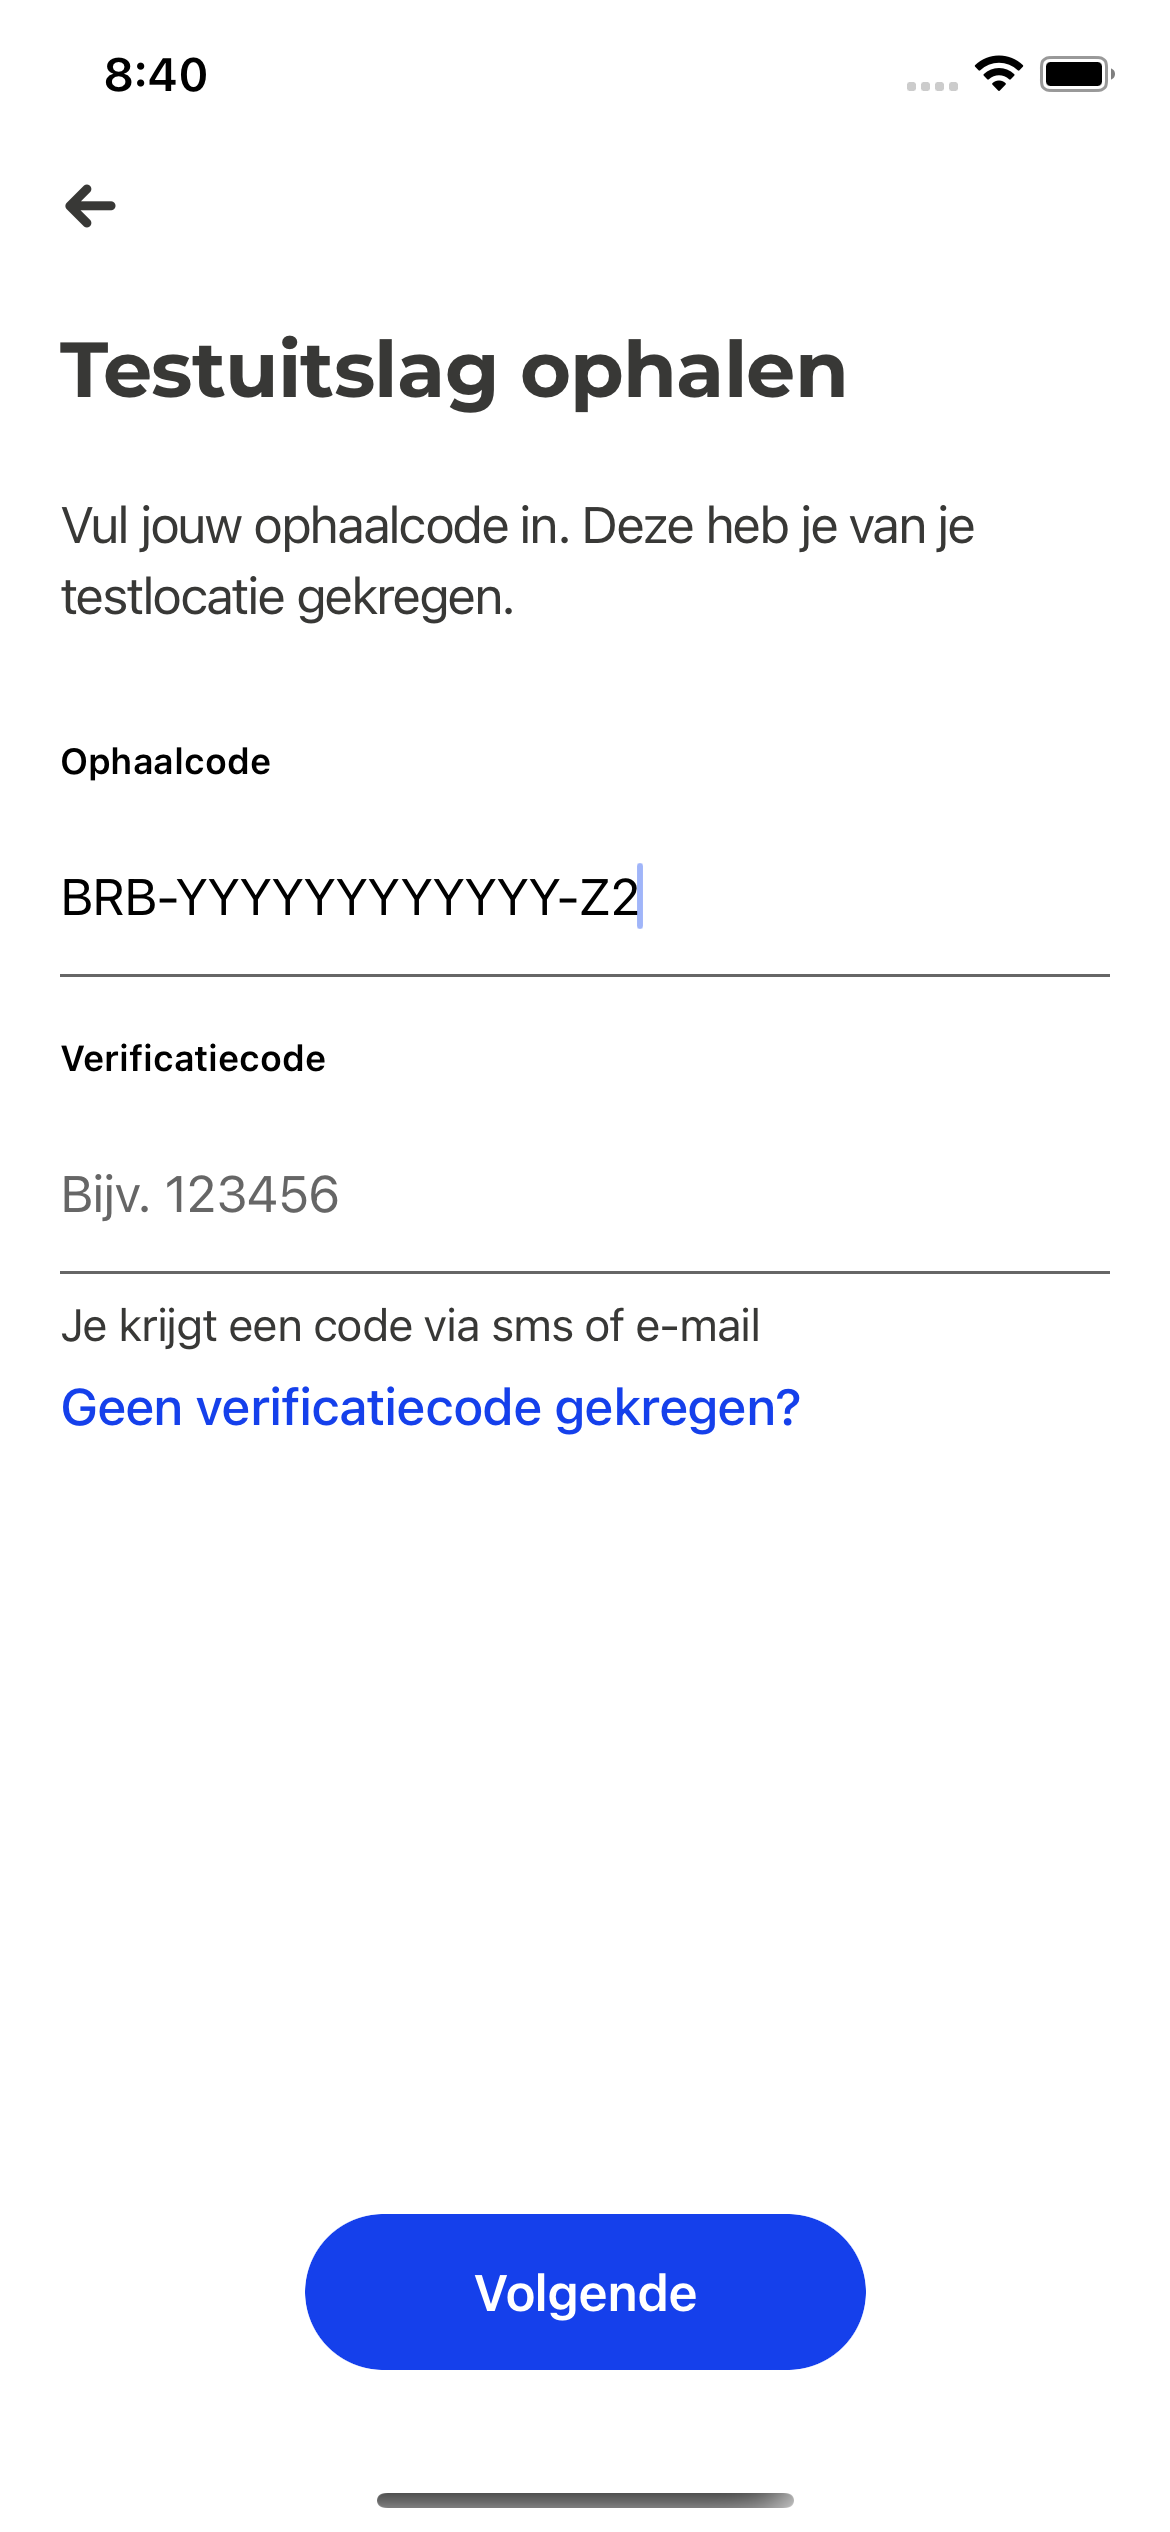 8:40
Testuitslag ophalen
Vul jouw ophaalcode in. Deze heb je van je
testlocatie gekregen.
Ophaalcode
BRB-YYYYYYYYYYYY-Z2
Verificatiecode
Bijv. 123456
Je krijgt een code via sms of e-mail
Geen verificatiecode gekregen?
Volgende